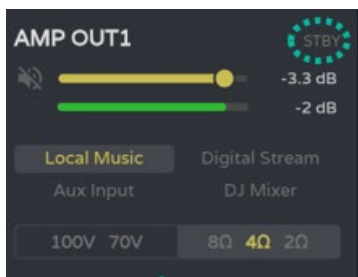 AMP OUT1 STBY
-3.3 dB
-2 dB
Local Music Digital Stream
Aux Input DJ Mixer
100V 70V 8Ω 4Ω 2Ω